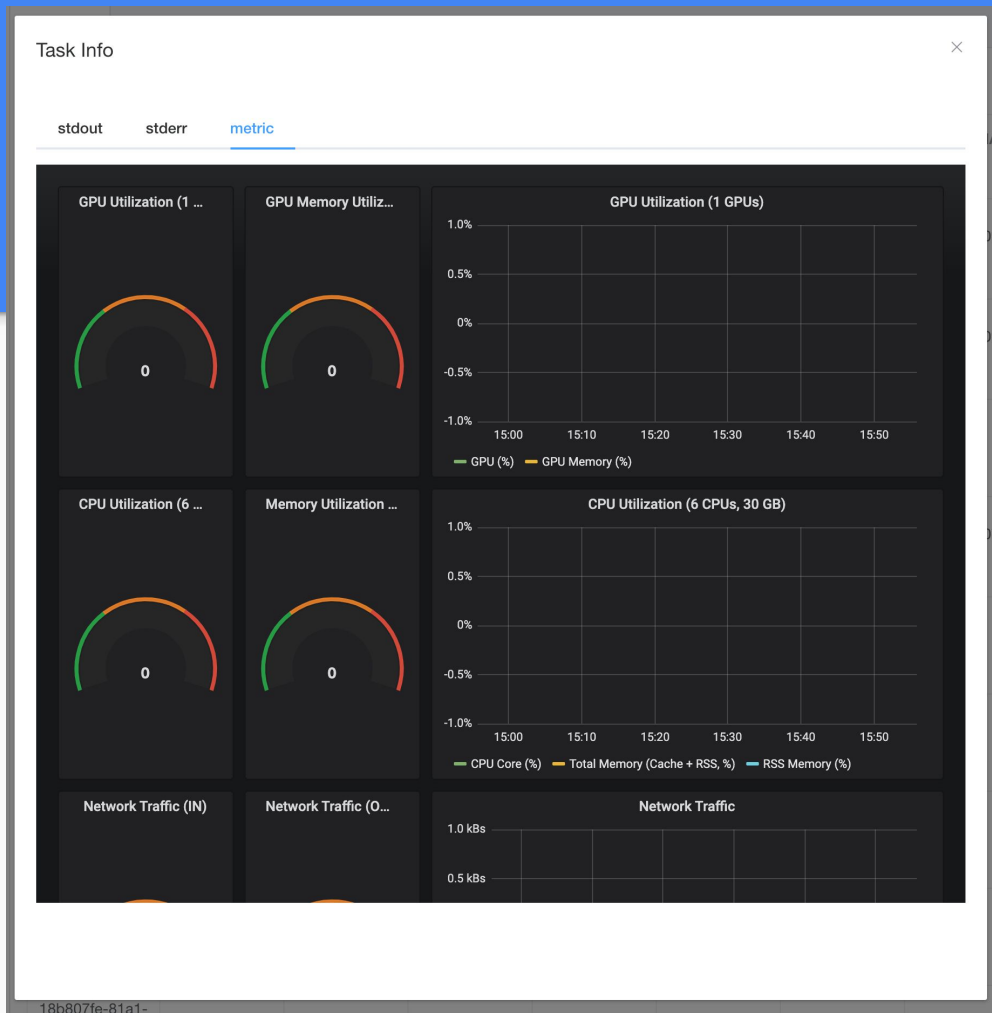 Task Info
stdout stderr metric
GPU Utilization (1 ...
0
GPU Memory Utiliz...
0
GPU Utilization (1 GPUs)
1.0%
0.5%
0%
-0.5%
-1.0%
15:00 15:10 15:20 15:30 15:40 15:50
GPU (%) GPU Memory (%)
CPU Utilization (6 ...
0
Memory Utilization ...
0
CPU Utilization (6 CPUs, 30 GB)
1.0%
0.5%
0%
-0.5%
-1.0%
15:00 15:10 15:20 15:30 15:40 15:50
CPU Core (%) Total Memory (Cache + RSS, %) RSS Memory (%)
Network Traffic (IN)
Network Traffic (O...
Network Traffic
1.0 kBs
0.5 kBs
18b807fe-81a1-